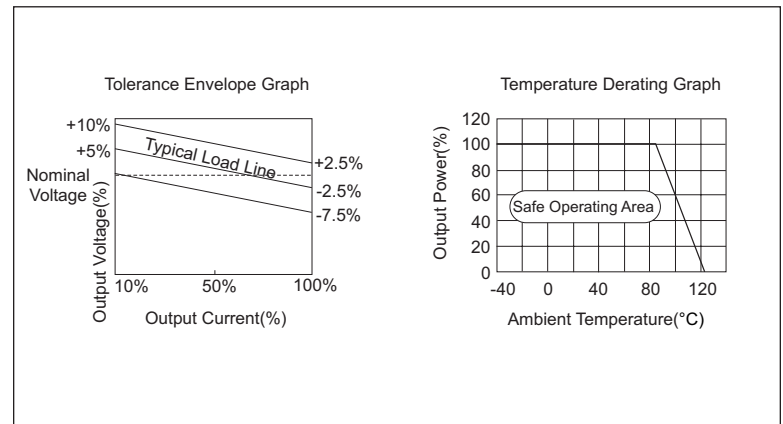 Tolerance Envelope Graph
+10%
+5%
Nominal
Voltage
Output Voltage(%)
Typical Load Line
+2.5%
-2.5%
-7.5%
10%
50%
100%
Output Current(%)
Temperature Derating Graph
Output Power(%)
120
100
80
60
40
20
0
Safe Operating Area
-40
0
40
80
120
Ambient Temperature(°C)